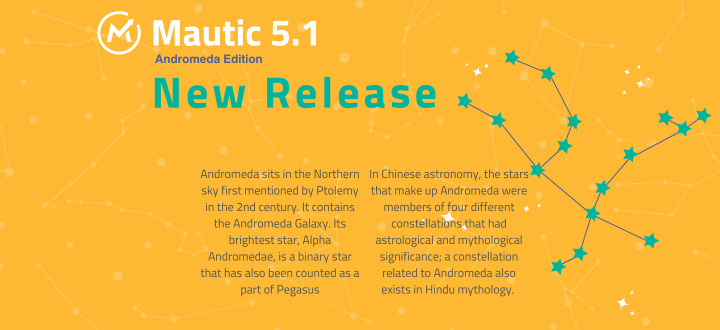 Mautic 5.1
Andromeda Edition
New Release
Andromeda sits in the Northern
sky first mentioned by Ptolemy
in the 2nd century. It contains
the Andromeda Galaxy. Its
brightest star, Alpha
Andromedae, is a binary star
that has also been counted as a
part of Pegasus
In Chinese astronomy, the stars
that make up Andromeda were
members of four different
constellations that had
astrological and mythological
significance; a constellation
related to Andromeda also
exists in Hindu mythology.